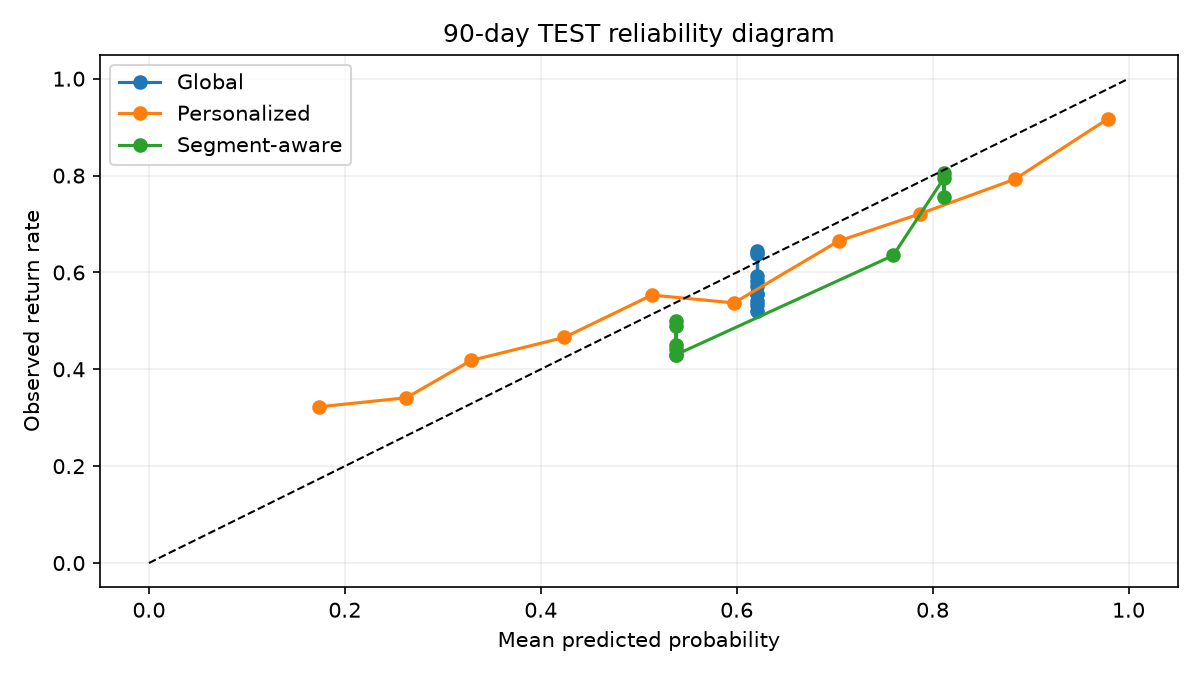 90-day TEST reliability diagram
Global
Personalized
Segment-aware
1.0
0.8
0.6
0.4
0.2
0.0
Observed return rate
0.0 0.2 0.4 0.6 0.8 1.0
Mean predicted probability